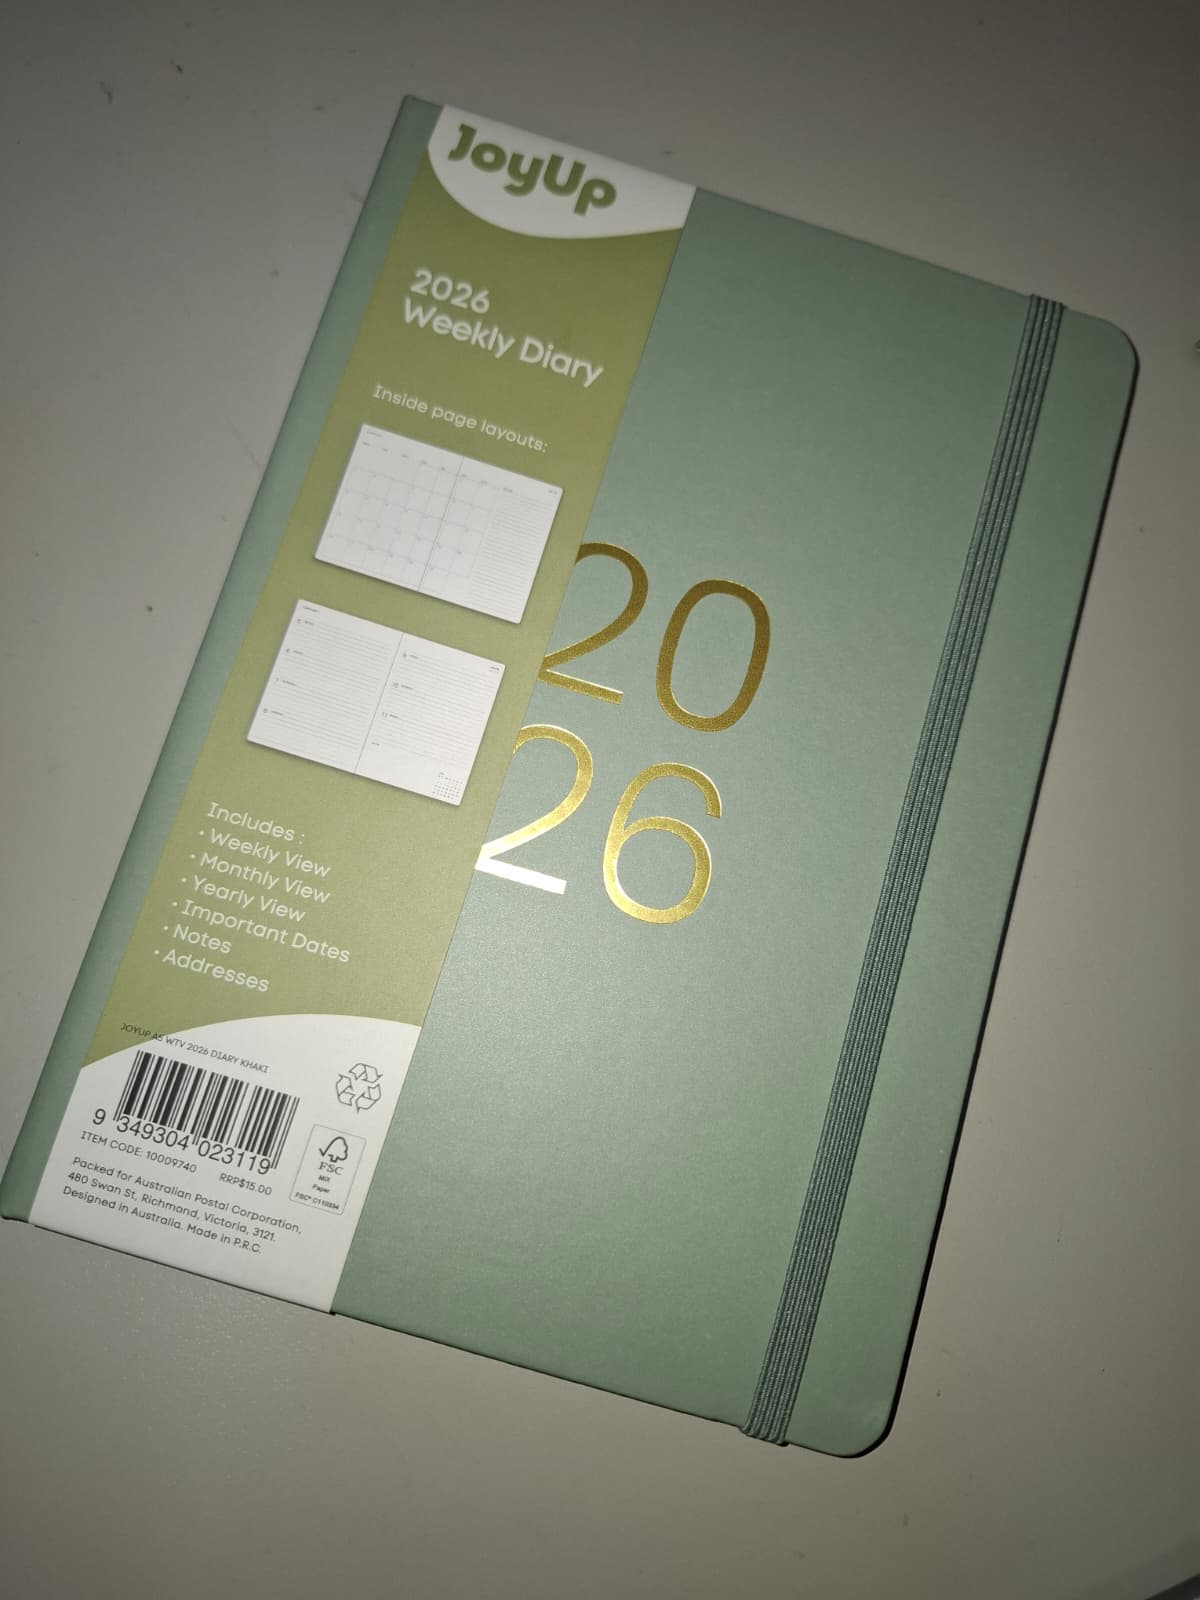 JoyUp
2026
Weekly Diary
Inside page layouts:
20
26
Includes :
• Weekly View
• Monthly View
• Yearly View
• Important Dates
• Notes
• Addresses
JOYUP A5 WTV 2026 DIARY KHAKI
9 349304 023119
ITEM CODE: 10009740
RRP$15.00
FSC
MIX
Paper
FSC® C110334
Packed for Australian Postal Corporation,
480 Swan St, Richmond, Victoria, 3121.
Designed in Australia. Made in P.R.C.